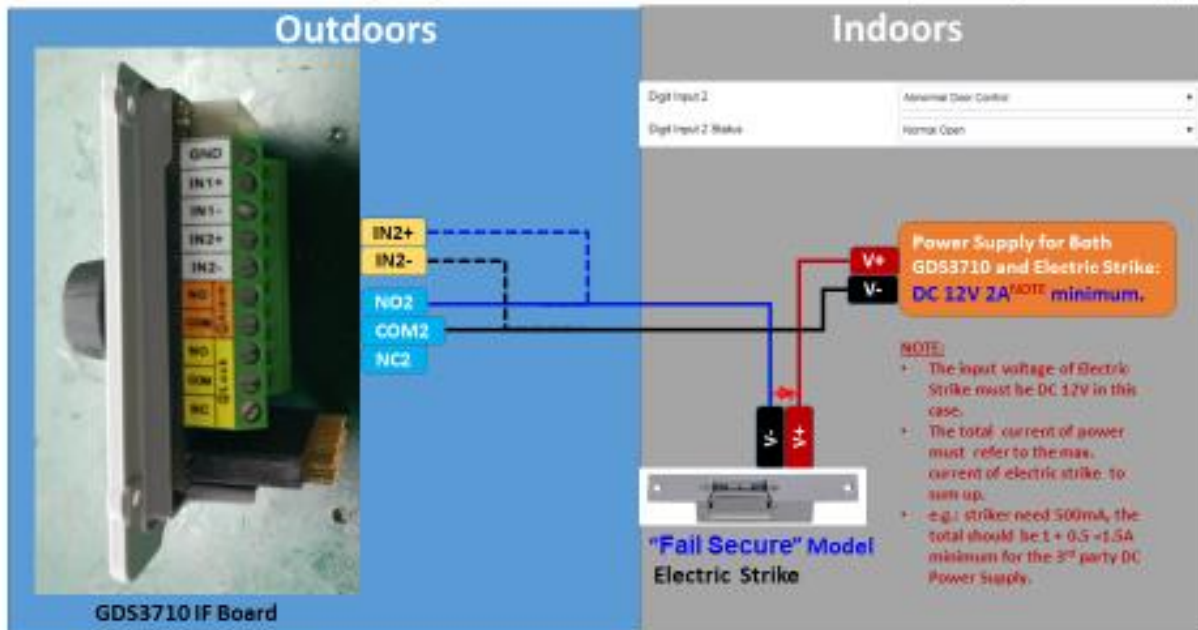 Outdoors
Indoors
Digit Input 2
Abnormal Door Control
Digit Input 2 Status
Normal Open
GND
IN1+
IN1-
IN2+
IN2-
NO
COM
NO
COM
NC
IN2+
IN2-
NO2
COM2
NC2
V+
V-
Power Supply for Both
GDS3710 and Electric Strike:
DC 12V 2A NOTE minimum.
NOTE:
• The input voltage of Electric
Strike must be DC 12V in this
case.
• The total current of power
must refer to the max.
current of electric strike to
sum up.
• e.g.: striker need 500mA, the
total should be 1 + 0.5 =1.5A
minimum for the 3rd party DC
Power Supply.
V-
V+
"Fail Secure" Model
Electric Strike
GDS3710 IF Board